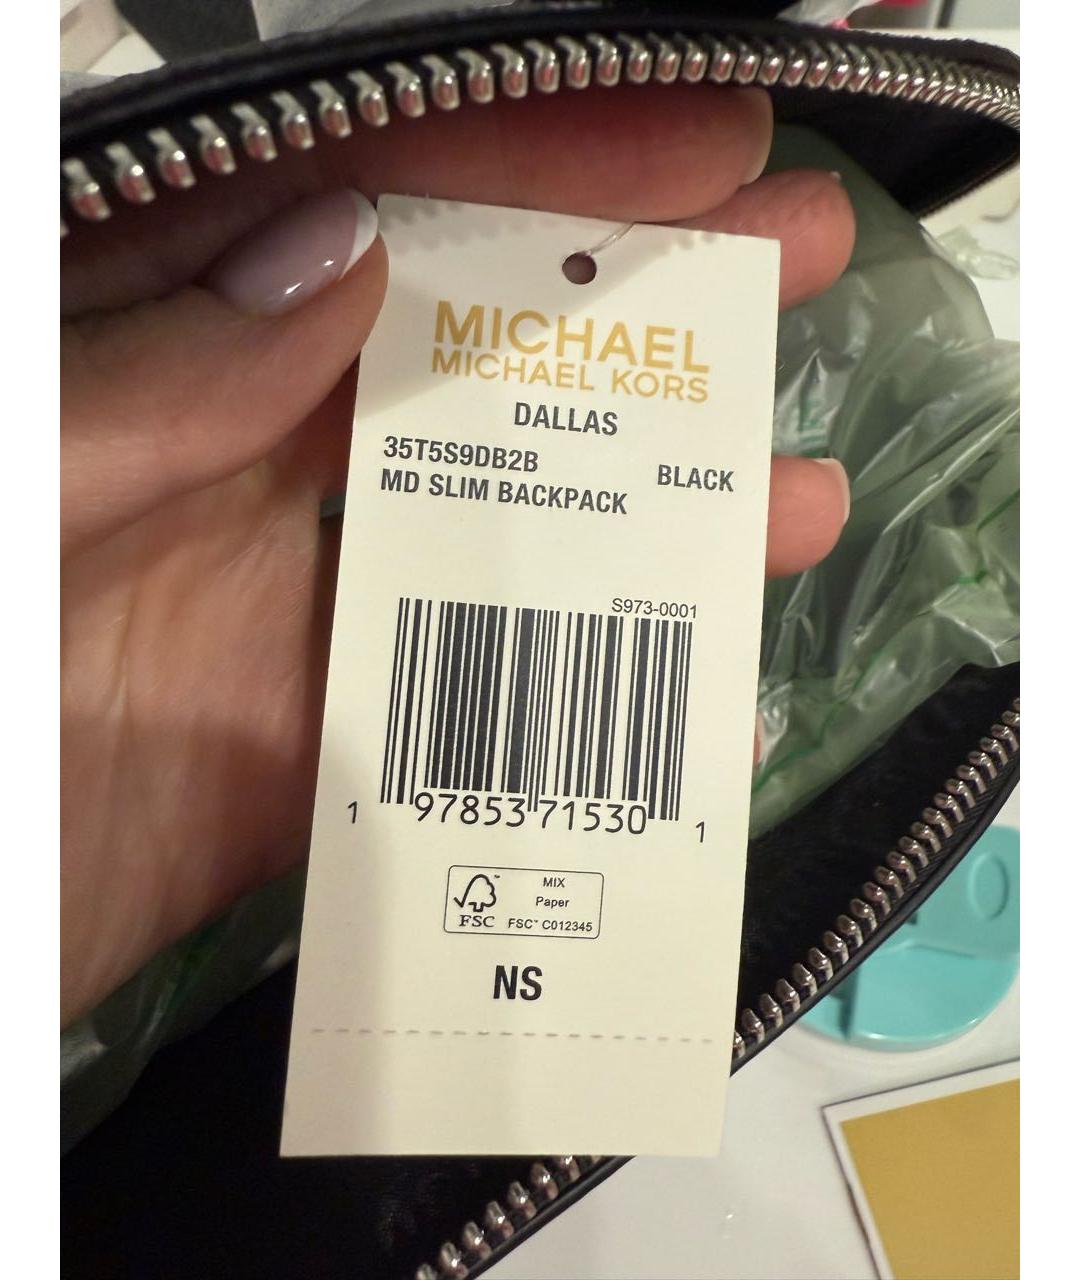 MICHAEL
MICHAEL KORS
DALLAS
35T5S9DB2B
BLACK
MD SLIM BACKPACK
S973-0001
1 97853 71530 1
MIX
Paper
FSC™ C012345
FSC
NS